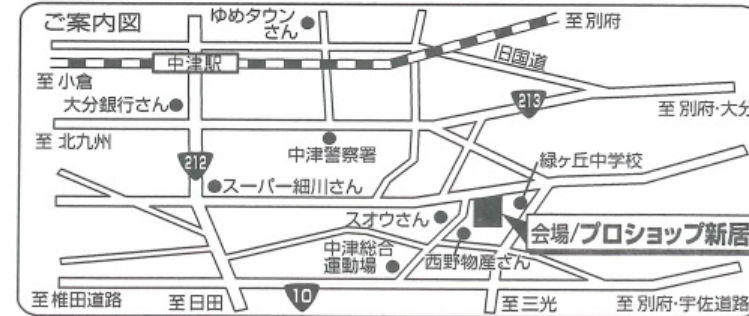 ご案内図
ゆめタウン
さん
至 別府
旧国道
中津駅
至 小倉
大分銀行さん
213
至 別府・大分
至 北九州
212
中津警察署
緑ヶ丘中学校
スーパー細川さん
スオウさん
会場/プロショップ新居
中津総合
運動場
西野物産さん
10
至 椎田道路
至 日田
至 三光
至 別府・宇佐道路